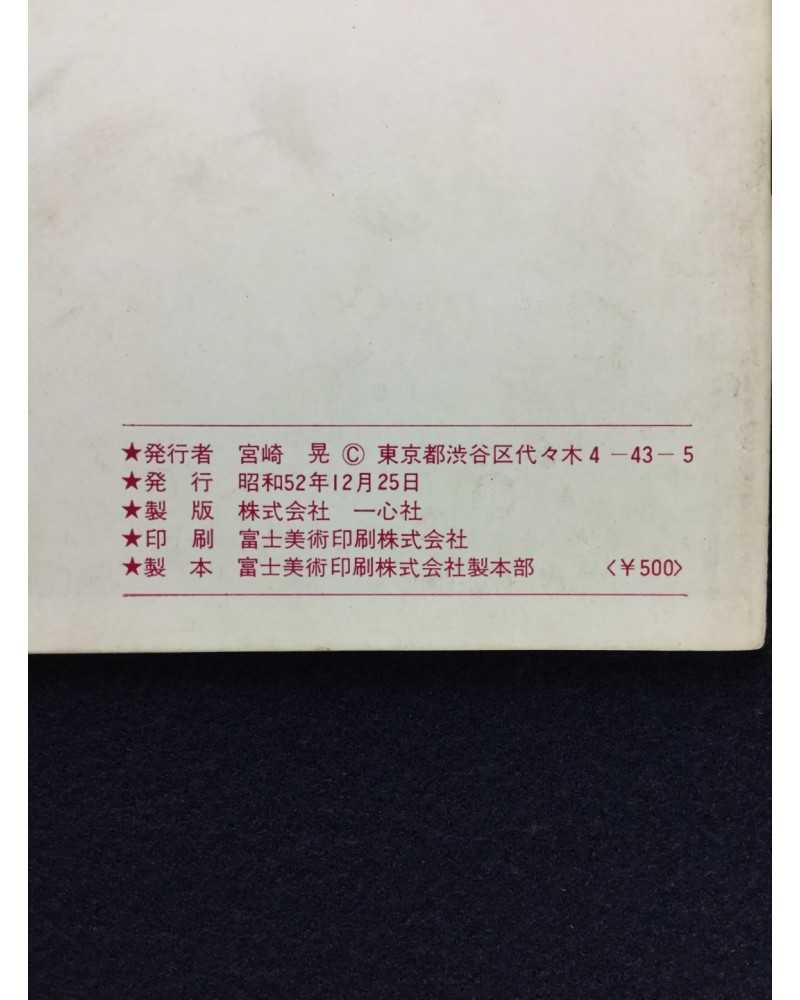 ★発行者 宮崎 晃 © 東京都渋谷区代々木4-43-5
★発 行 昭和52年12月25日
★製 版 株式会社 一心社
★印 刷 富士美術印刷株式会社
★製 本 富士美術印刷株式会社製本部 〈¥500〉